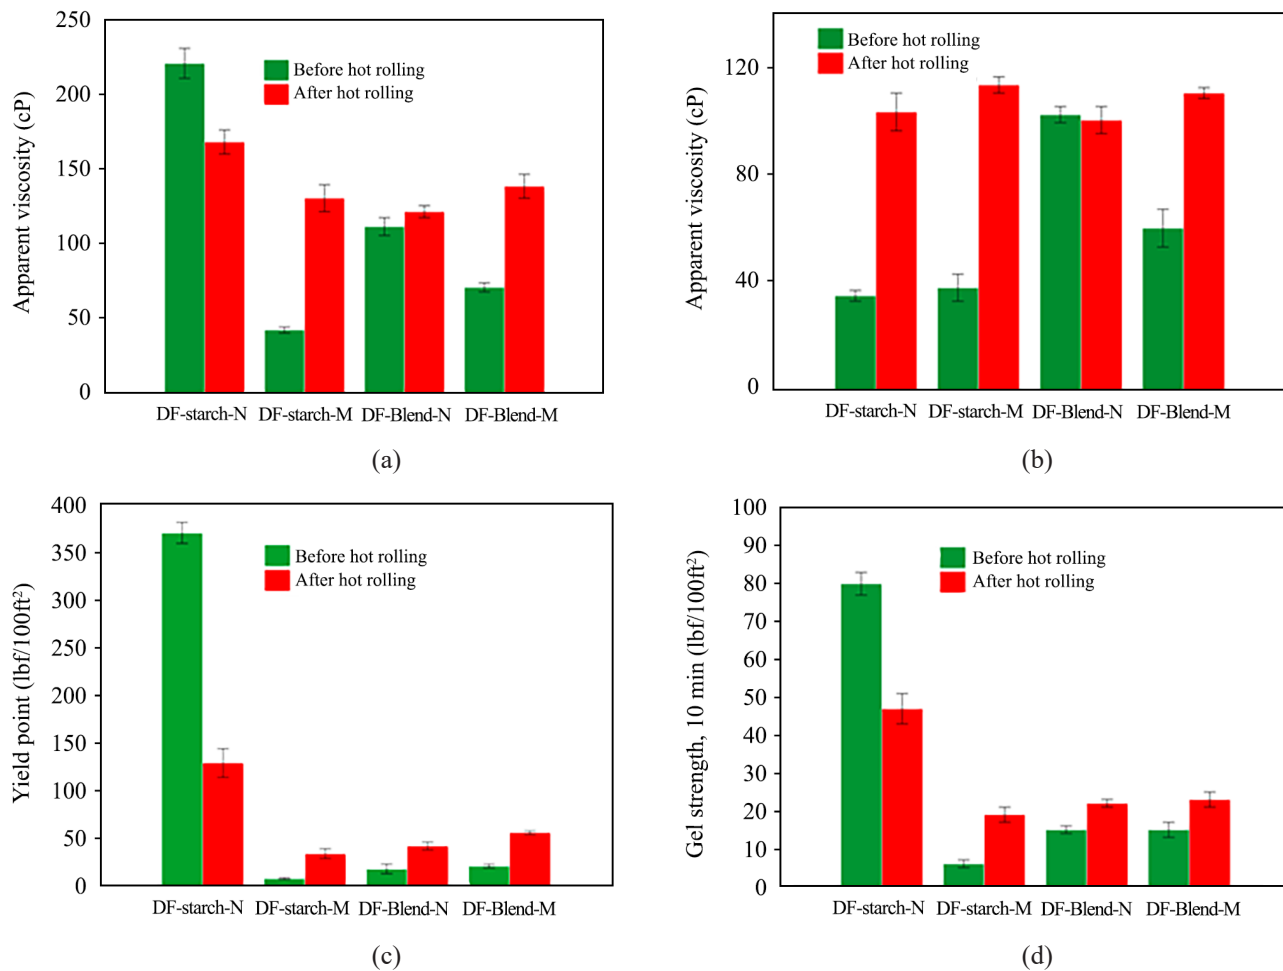 250
200
150
100
50
0
Apparent viscosity (cP)
Before hot rolling
After hot rolling
DF-starch-N DF-starch-M DF-Blend-N DF-Blend-M
(a)
120
80
40
0
Apparent viscosity (cP)
Before hot rolling
After hot rolling
DF-starch-N DF-starch-M DF-Blend-N DF-Blend-M
(b)
400
350
300
250
200
150
100
50
0
Yield point (lbf/100ft²)
Before hot rolling
After hot rolling
DF-starch-N DF-starch-M DF-Blend-N DF-Blend-M
(c)
100
90
80
70
60
50
40
30
20
10
0
Gel strength, 10 min (lbf/100ft²)
Before hot rolling
After hot rolling
DF-starch-N DF-starch-M DF-Blend-N DF-Blend-M
(d)